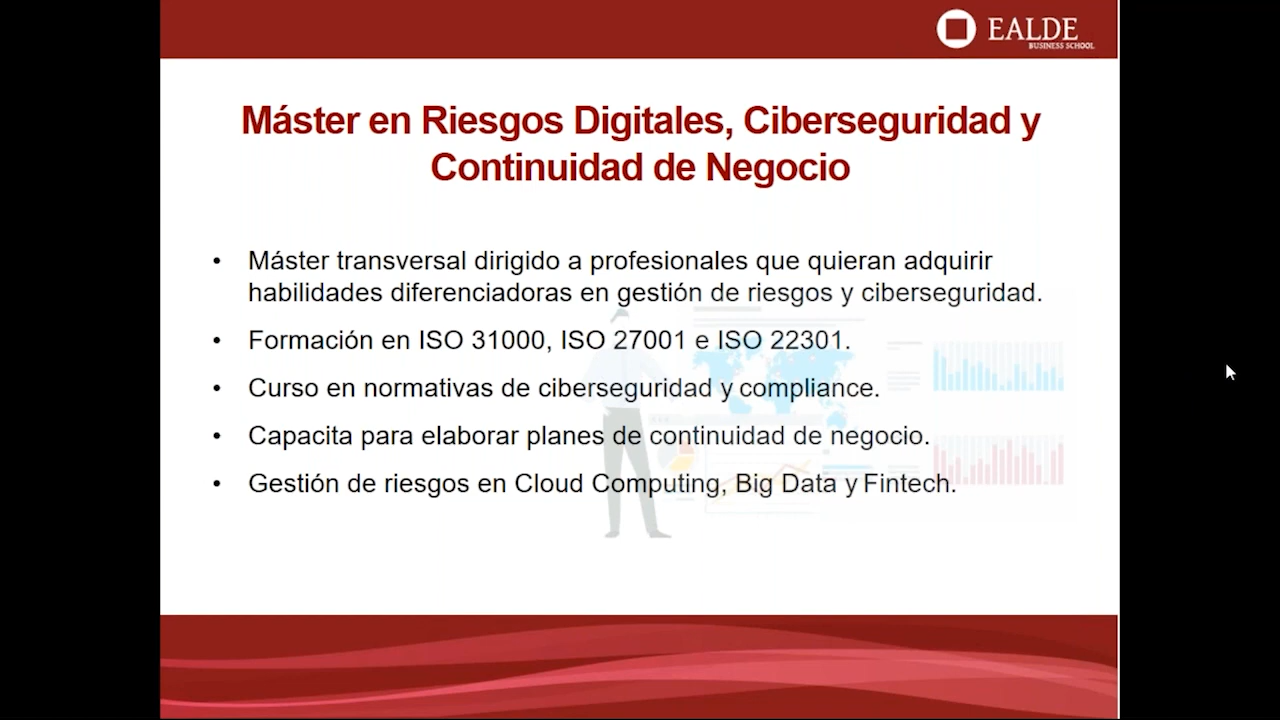 EALDE
BUSINESS SCHOOL
Máster en Riesgos Digitales, Ciberseguridad y
Continuidad de Negocio
• Máster transversal dirigido a profesionales que quieran adquirir
habilidades diferenciadoras en gestión de riesgos y ciberseguridad.
• Formación en ISO 31000, ISO 27001 e ISO 22301.
• Curso en normativas de ciberseguridad y compliance.
• Capacita para elaborar planes de continuidad de negocio.
• Gestión de riesgos en Cloud Computing, Big Data y Fintech.